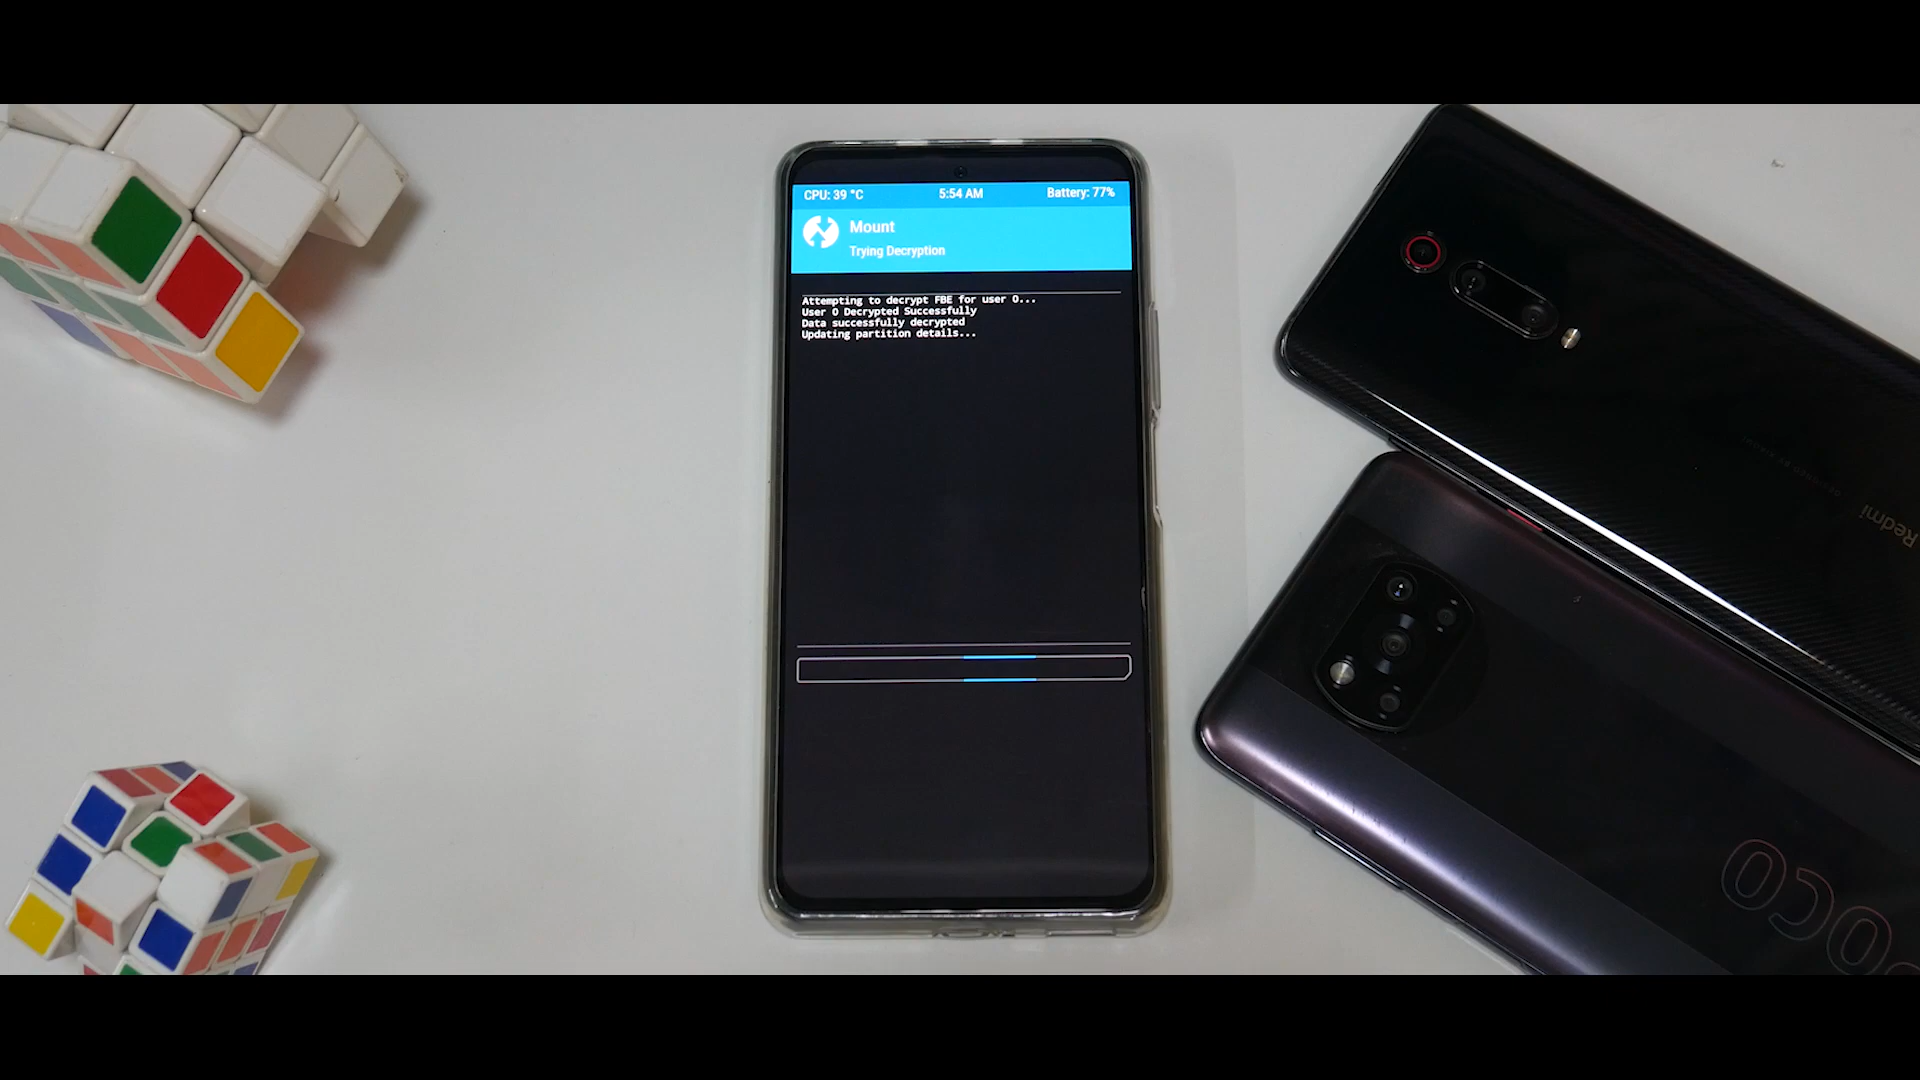 CPU: 39 °C 5:54 AM Battery: 77%
Mount
Trying Decryption
Attempting to decrypt FBE for user 0...
User 0 Decrypted Successfully
Data successfully decrypted
Updating partition details...
Redmi
POCO